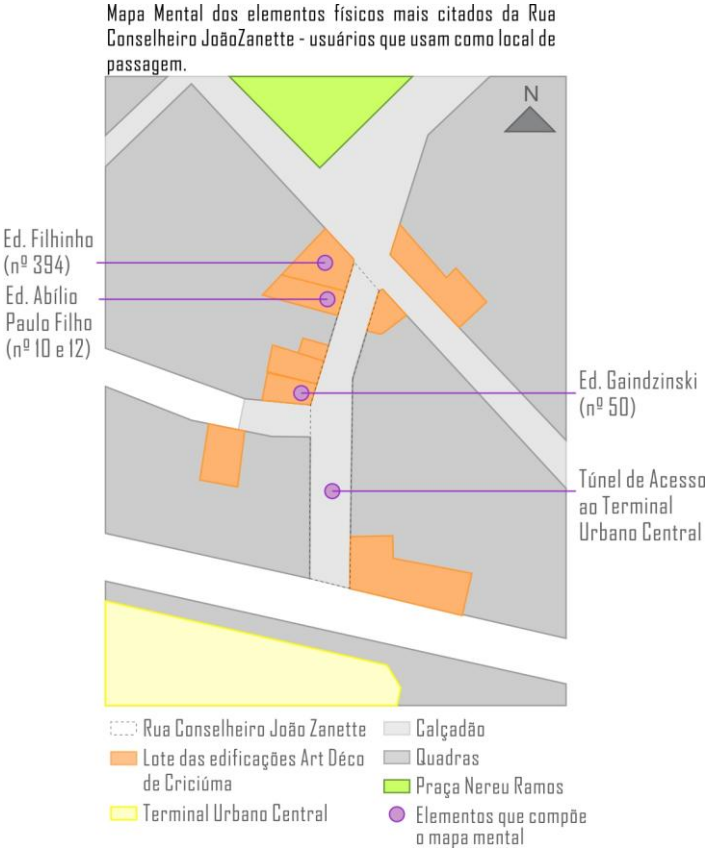 Mapa Mental dos elementos físicos mais citados da Rua
Conselheiro JoãoZanette - usuários que usam como local de
passagem.
N
Ed. Filhinho
(nº 394)
Ed. Abílio
Paulo Filho
(nº 10 e 12)
Ed. Gaindzinski
(nº 50)
Túnel de Acesso
ao Terminal
Urbano Central
Rua Conselheiro João Zanette
Lote das edificações Art Déco
de Criciúma
Terminal Urbano Central
Calçadão
Quadras
Praça Nereu Ramos
Elementos que compõe
o mapa mental